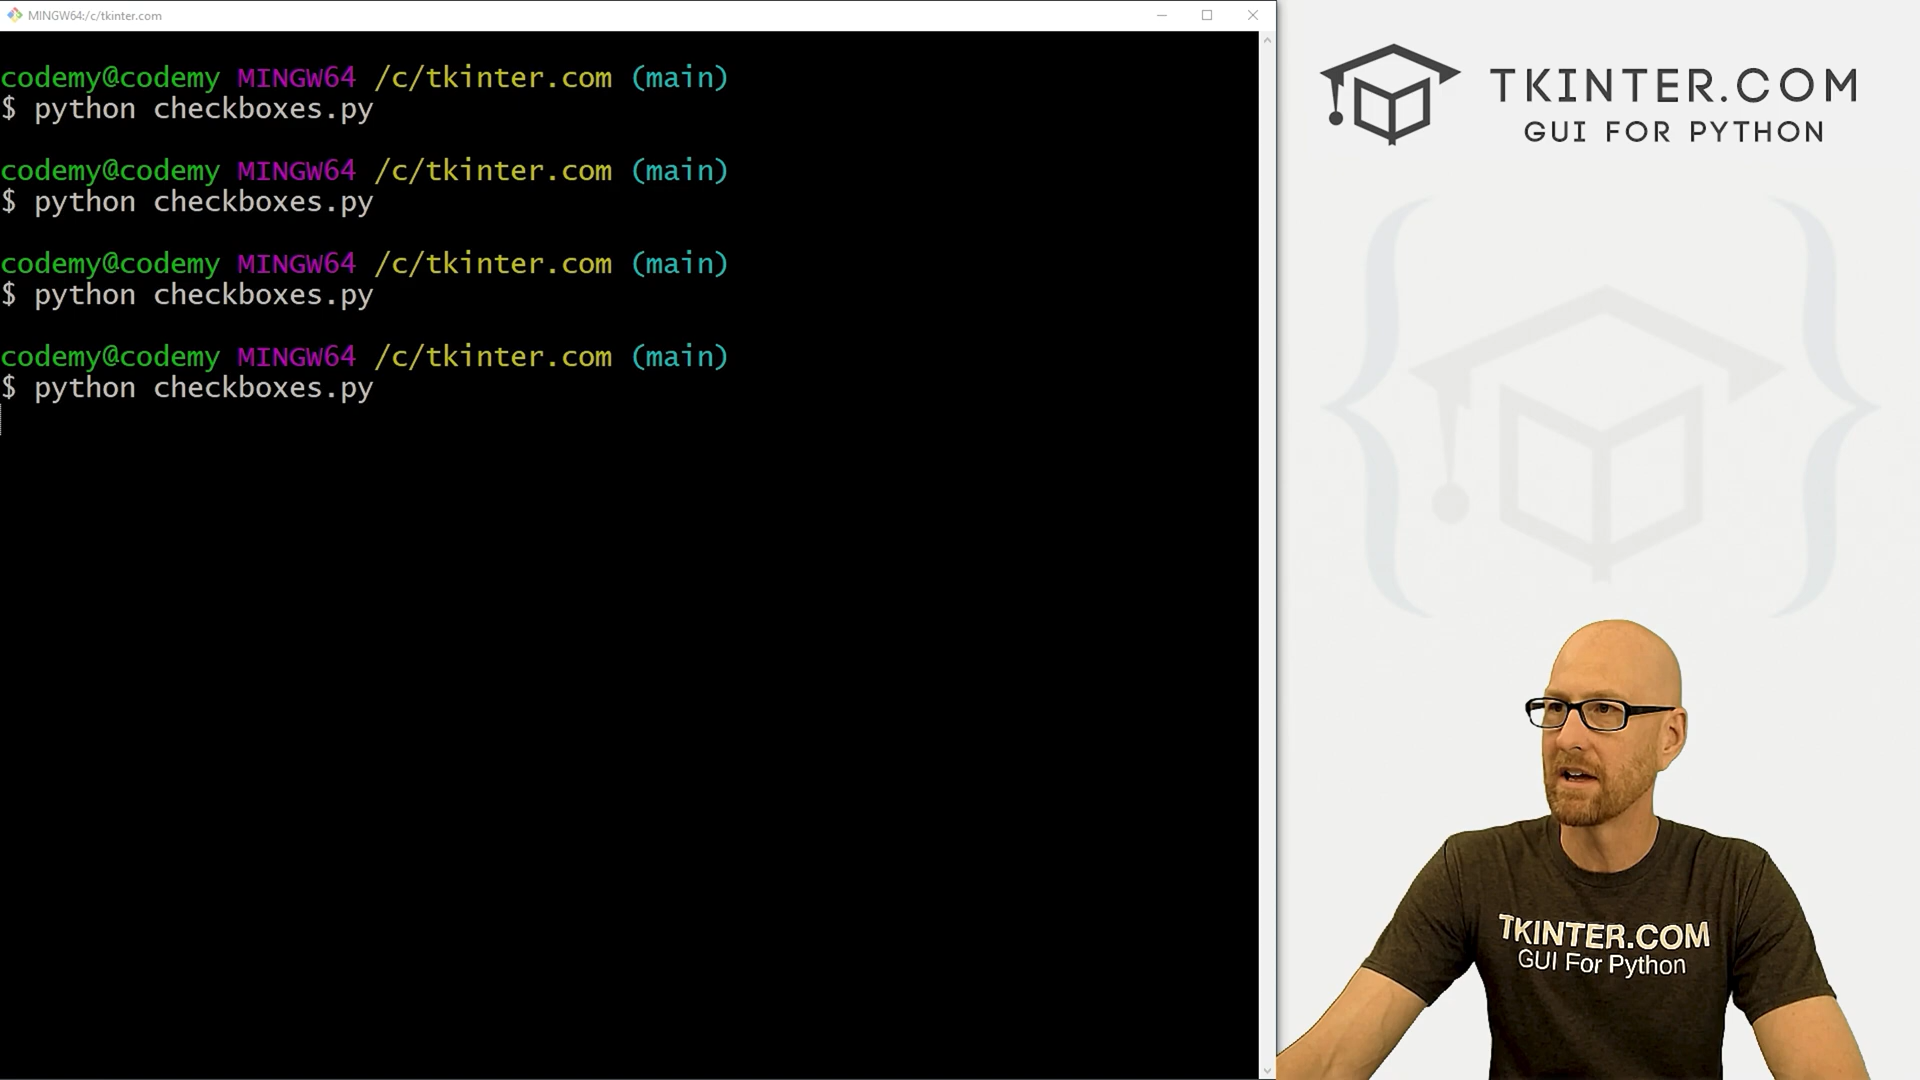 MINGW64:/c/tkinter.com
codemy@codemy MINGW64 /c/tkinter.com (main)
$ python checkboxes.py
codemy@codemy MINGW64 /c/tkinter.com (main)
$ python checkboxes.py
codemy@codemy MINGW64 /c/tkinter.com (main)
$ python checkboxes.py
codemy@codemy MINGW64 /c/tkinter.com (main)
$ python checkboxes.py
TKINTER.COM
GUI FOR PYTHON
TKINTER.COM
GUI For Python